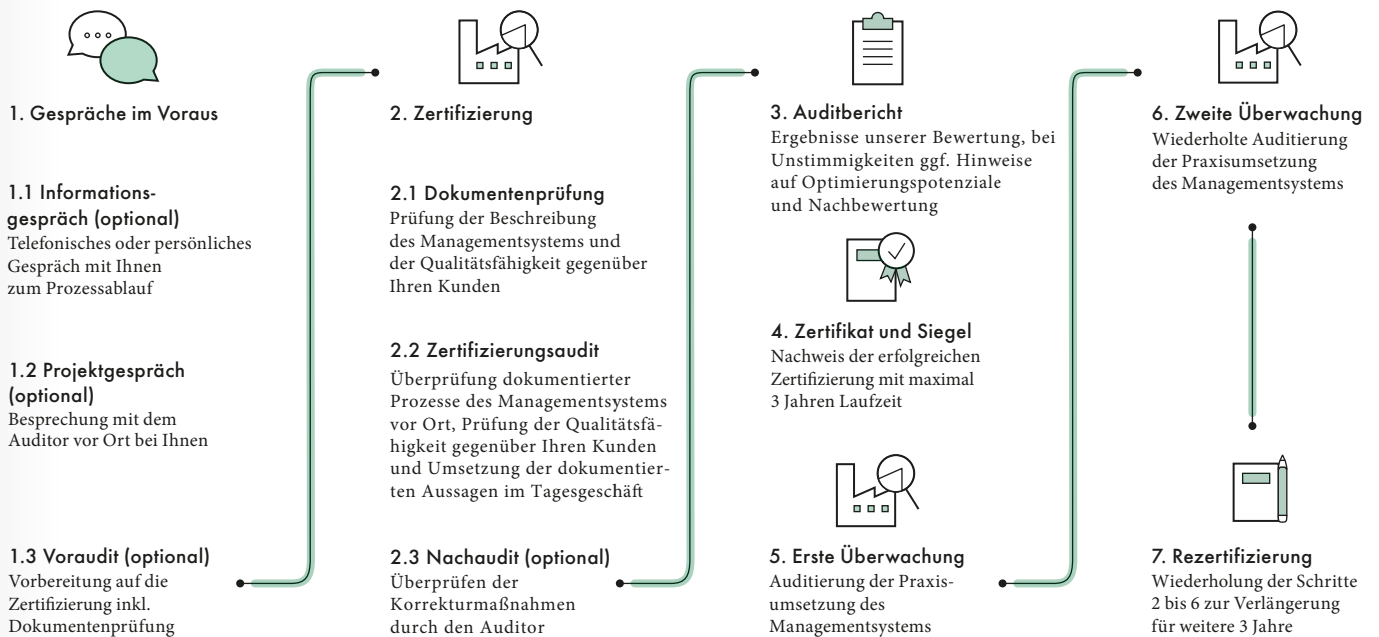 1. Gespräche im Voraus
1.1 Informations-
gespräch (optional)
Telefonisches oder persönliches
Gespräch mit Ihnen
zum Prozessablauf
1.2 Projektgespräch
(optional)
Besprechung mit dem
Auditor vor Ort bei Ihnen
1.3 Voraudit (optional)
Vorbereitung auf die
Zertifizierung inkl.
Dokumentenprüfung
2. Zertifizierung
2.1 Dokumentenprüfung
Prüfung der Beschreibung
des Managementsystems und
der Qualitätsfähigkeit gegenüber
Ihren Kunden
2.2 Zertifizierungsaudit
Überprüfung dokumentierter
Prozesse des Managementsystems
vor Ort, Prüfung der Qualitätsfä-
higkeit gegenüber Ihren Kunden
und Umsetzung der dokumentier-
ten Aussagen im Tagesgeschäft
2.3 Nachaudit (optional)
Überprüfen der
Korrekturmaßnahmen
durch den Auditor
3. Auditbericht
Ergebnisse unserer Bewertung, bei
Unstimmigkeiten ggf. Hinweise
auf Optimierungspotenziale
und Nachbewertung
4. Zertifikat und Siegel
Nachweis der erfolgreichen
Zertifizierung mit maximal
3 Jahren Laufzeit
5. Erste Überwachung
Auditierung der Praxis-
umsetzung des
Managementsystems
6. Zweite Überwachung
Wiederholte Auditierung
der Praxisumsetzung
des Managementsystems
7. Rezertifizierung
Wiederholung der Schritte
2 bis 6 zur Verlängerung
für weitere 3 Jahre